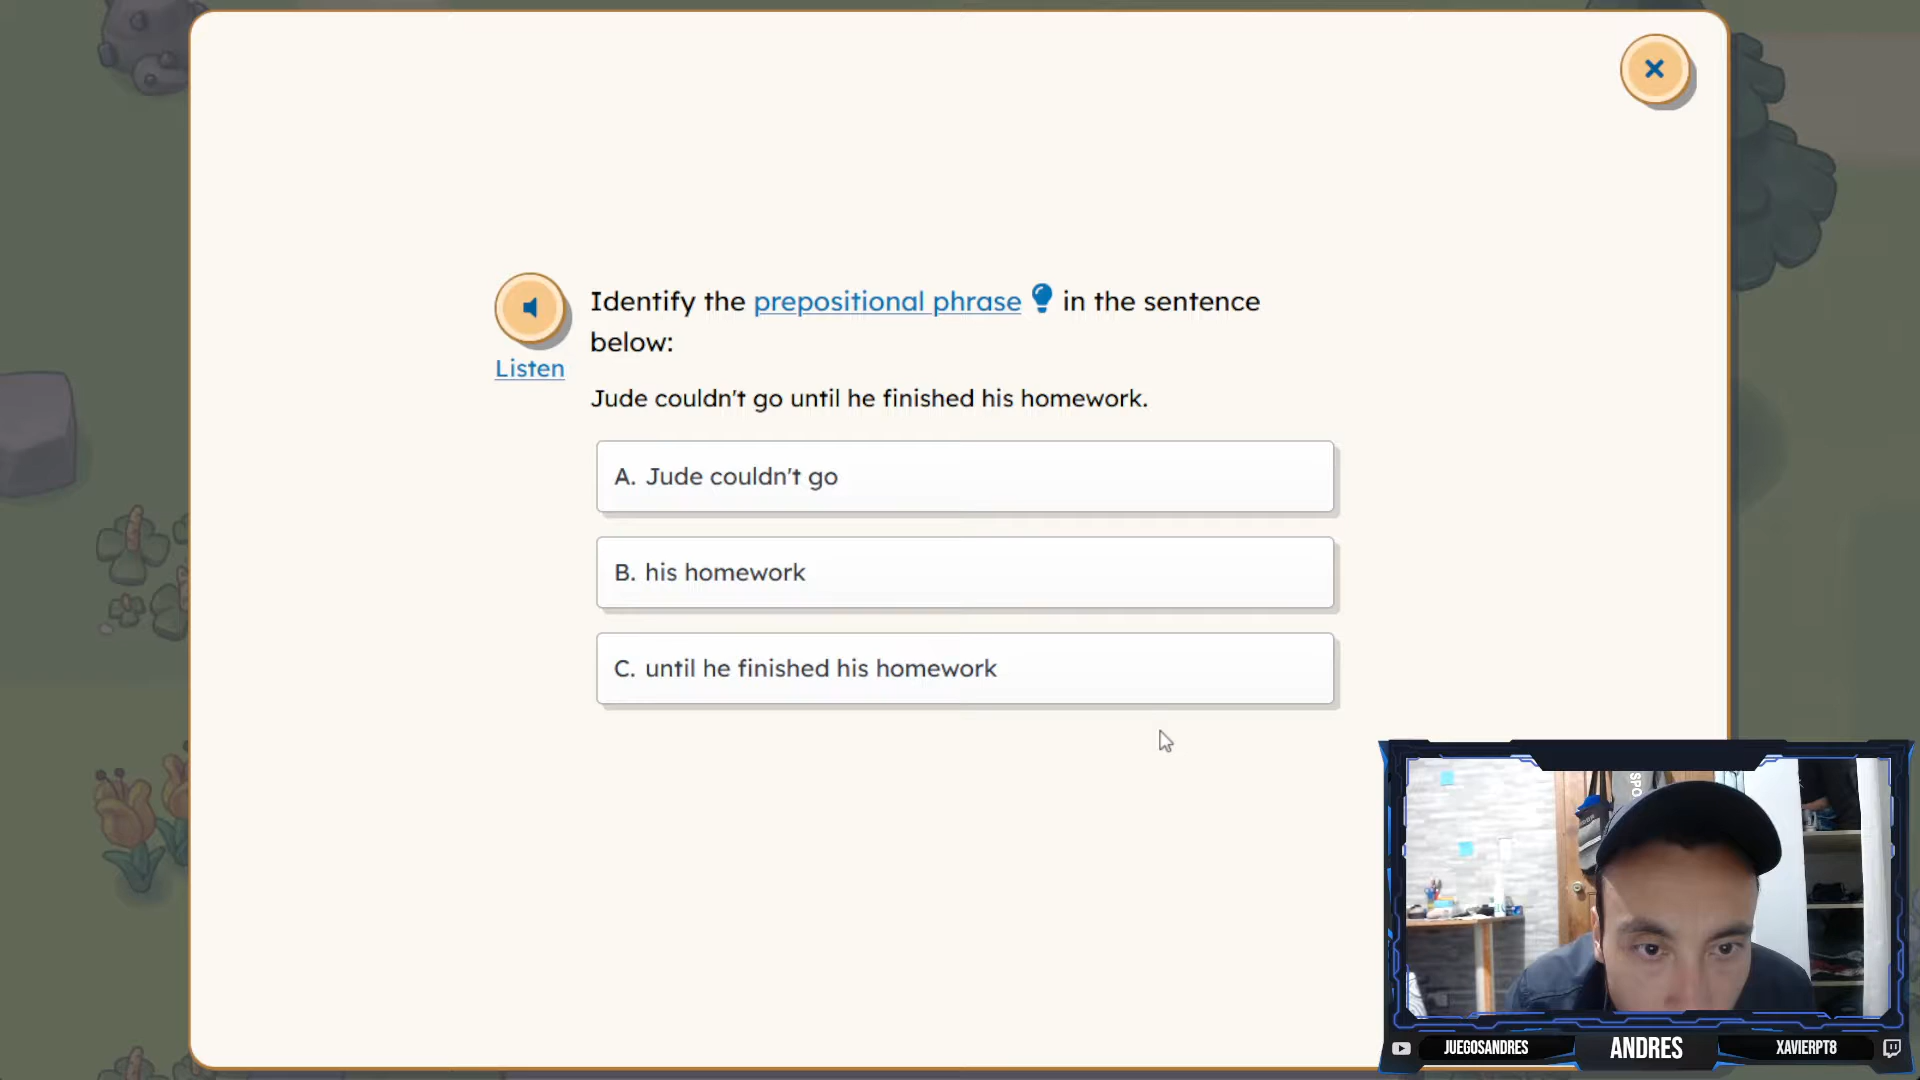 Identify the prepositional phrase in the sentence
below:
Listen
Jude couldn't go until he finished his homework.
A. Jude couldn't go
B. his homework
C. until he finished his homework
SPO
JUEGOSANDRES
ANDRES
XAVIERPT8